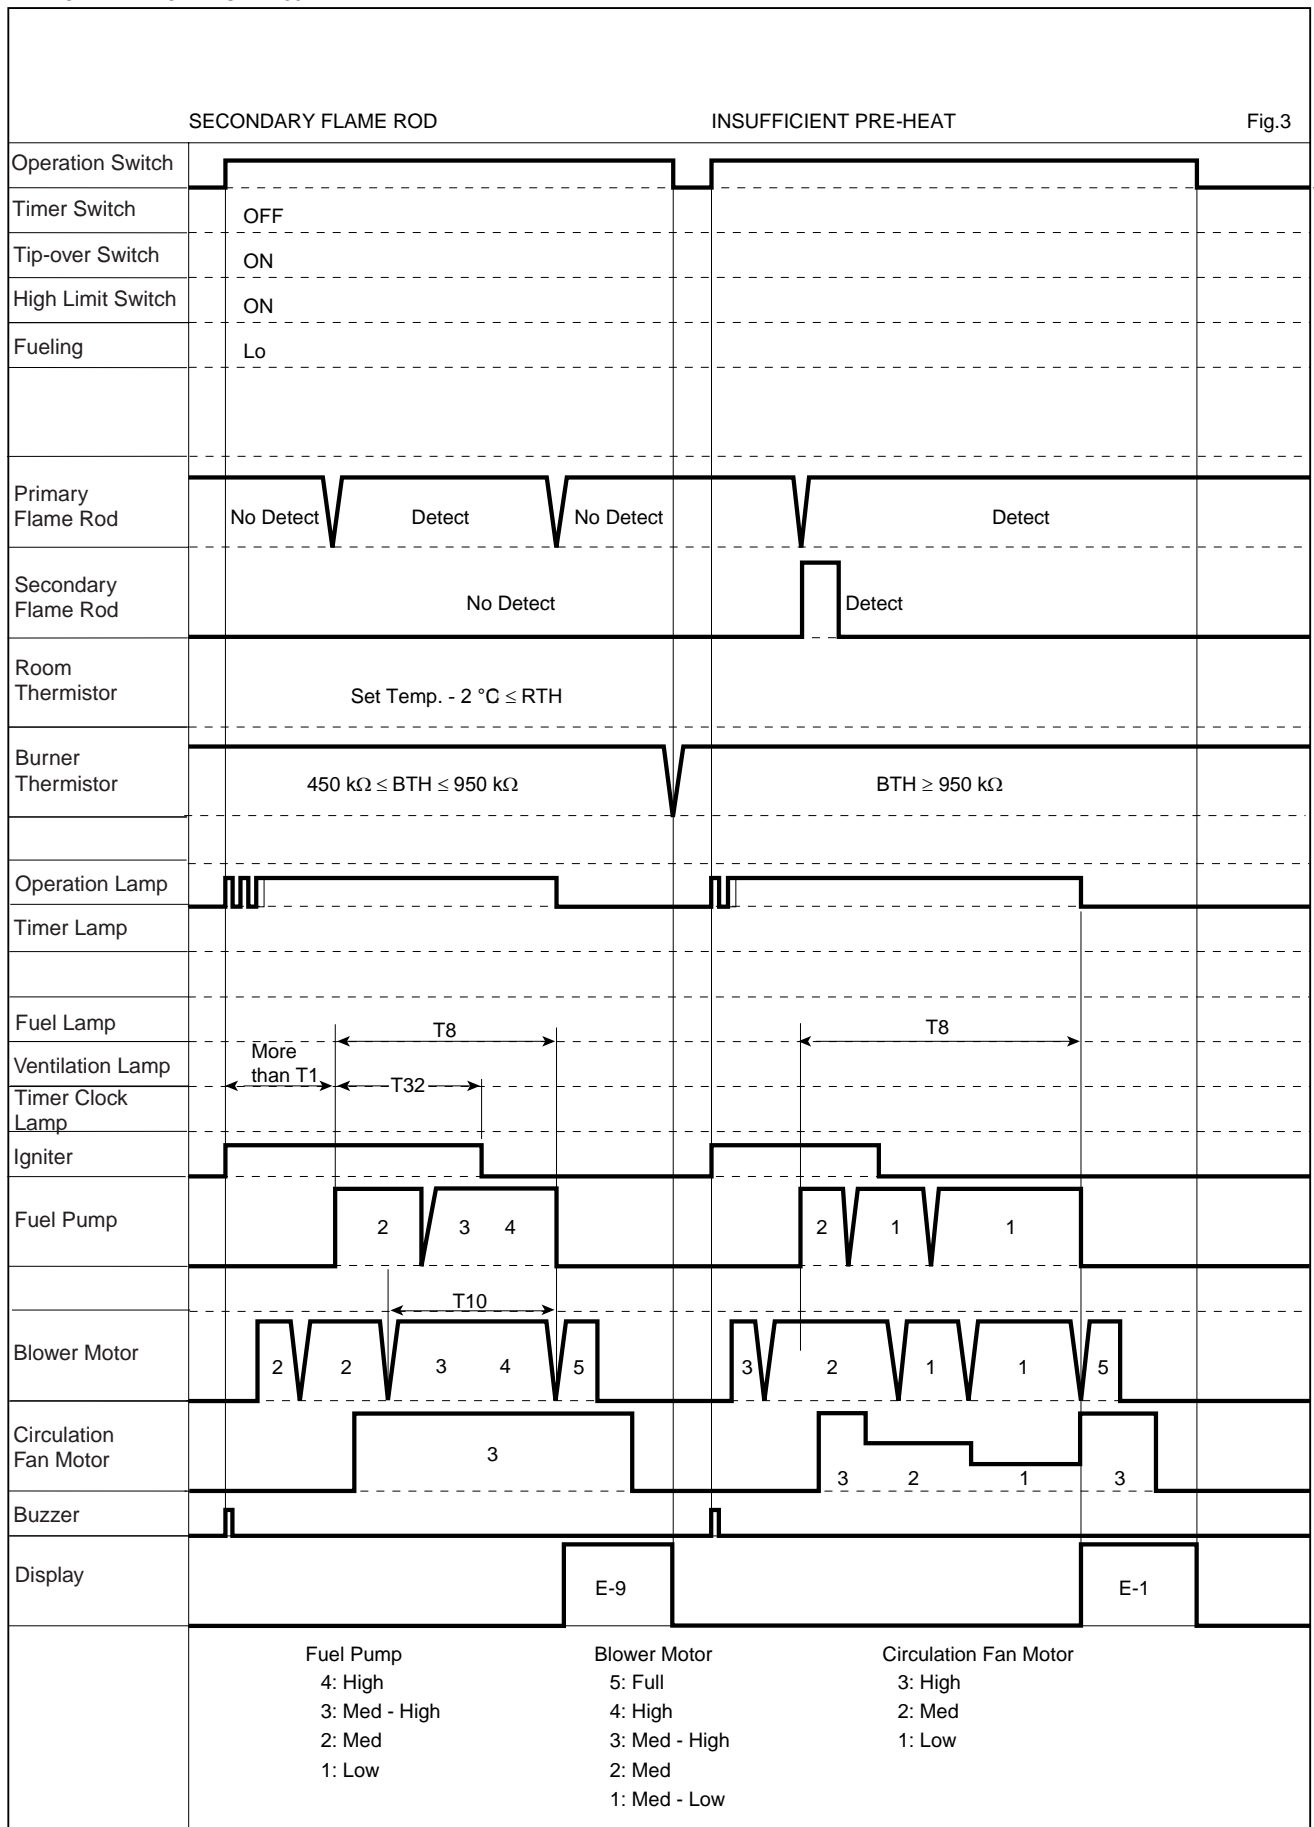 SECONDARY FLAME ROD INSUFFICIENT PRE-HEAT Fig.3
Operation Switch
Timer Switch OFF
Tip-over Switch ON
High Limit Switch ON
Fueling Lo
Primary
Flame Rod No Detect Detect No Detect Detect
Secondary
Flame Rod No Detect Detect
Room
Thermistor Set Temp. - 2 °C ≤ RTH
Burner
Thermistor 450 kΩ ≤ BTH ≤ 950 kΩ BTH ≥ 950 kΩ
Operation Lamp
Timer Lamp
Fuel Lamp T8 T8
Ventilation Lamp More
than T1 T32
Timer Clock
Lamp
Igniter
Fuel Pump 2 3 4 2 1 1
T10
Blower Motor 2 2 3 4 5 3 2 1 1 5
Circulation
Fan Motor 3 3 2 1 3
Buzzer
Display E-9 E-1
Fuel Pump Blower Motor Circulation Fan Motor
4: High 5: Full 3: High
3: Med - High 4: High 2: Med
2: Med 3: Med - High 1: Low
1: Low 2: Med
1: Med - Low